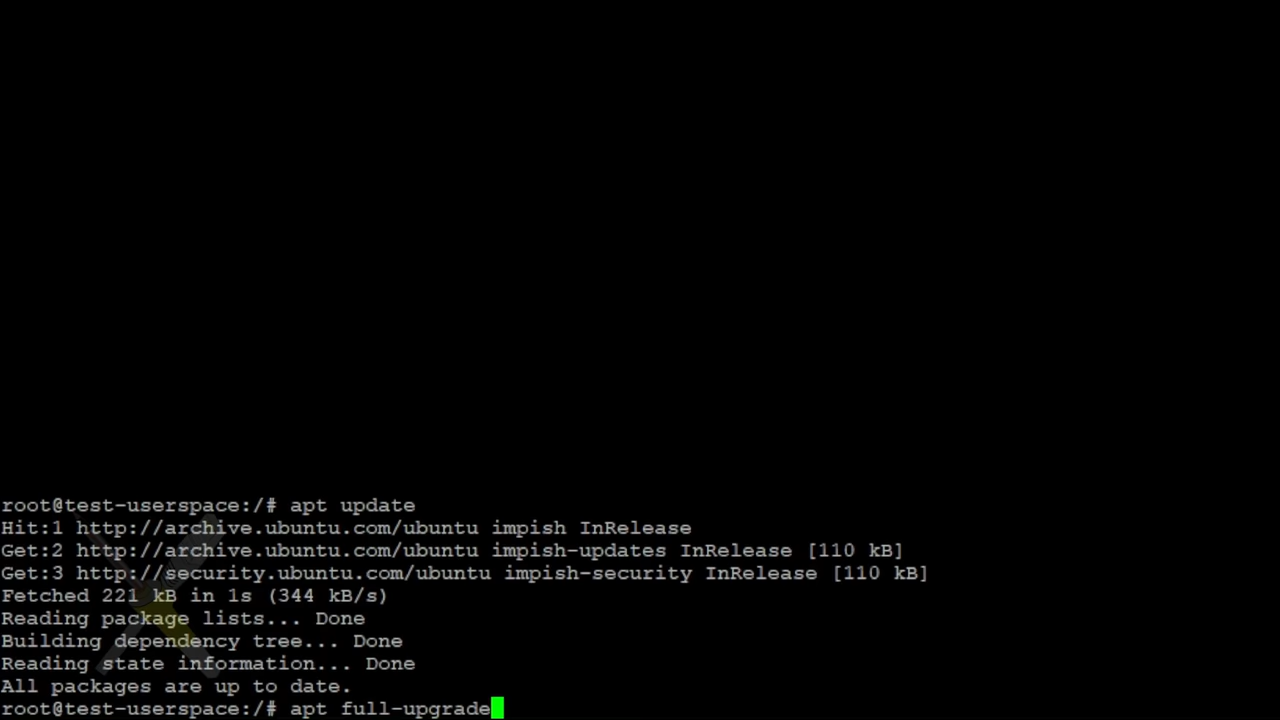 root@test-userspace:/# apt update
Hit:1 http://archive.ubuntu.com/ubuntu impish InRelease
Get:2 http://archive.ubuntu.com/ubuntu impish-updates InRelease [110 kB]
Get:3 http://security.ubuntu.com/ubuntu impish-security InRelease [110 kB]
Fetched 221 kB in 1s (344 kB/s)
Reading package lists... Done
Building dependency tree... Done
Reading state information... Done
All packages are up to date.
root@test-userspace:/# apt full-upgrade